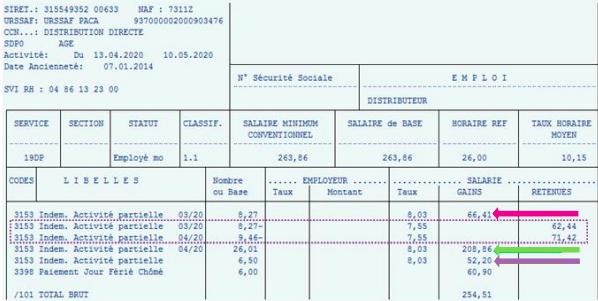 SIRET.: 315549352 00633 NAF : 7311Z
URSSAF: URSSAF PACA 937000002000903476
CCN...: DISTRIBUTION DIRECTE
SDP0 AGE
Activité: Du 13.04.2020 10.05.2020
Date Ancienneté: 07.01.2014
SVI RH : 04 86 13 23 00
N° Sécurité Sociale E M P L O I
DISTRIBUTEUR
SERVICE SECTION STATUT CLASSIF. SALAIRE MINIMUM CONVENTIONNEL SALAIRE de BASE HORAIRE REF TAUX HORAIRE MOYEN
19DP Employé mo 1.1 263,86 263,86 26,00 10,15
CODES L I B E L L E S Nombre ou Base ...... EMPLOYEUR ....... ................ SALARIE ................
Taux Montant Taux GAINS RETENUES
3153 Indem. Activité partielle 03/20 8,27 8,03 66,41
3153 Indem. Activité partielle 03/20 8,27- 7,55 62,44
3153 Indem. Activité partielle 04/20 9,46- 7,55 71,42
3153 Indem. Activité partielle 04/20 26,01 8,03 208,86
3153 Indem. Activité partielle 6,50 8,03 52,20
3398 Paiement Jour Férié Chômé 6,00 60,90
/101 TOTAL BRUT 254,51